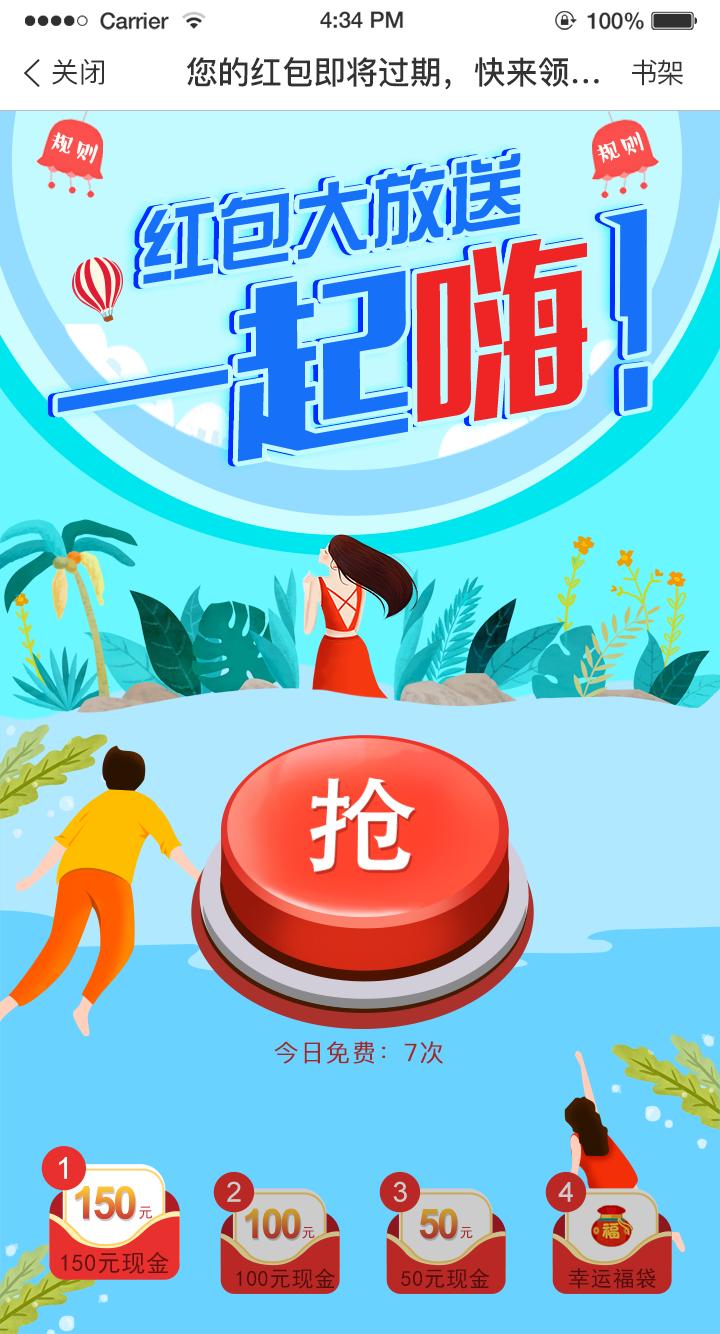 Carrier 4:34 PM 100%
关闭 您的红包即将过期，快来领... 书架
规则 规则
红包大放送
一起嗨！
抢
今日免费：7次
1 2 3 4
150元 100元 50元 福
150元现金 100元现金 50元现金 幸运福袋